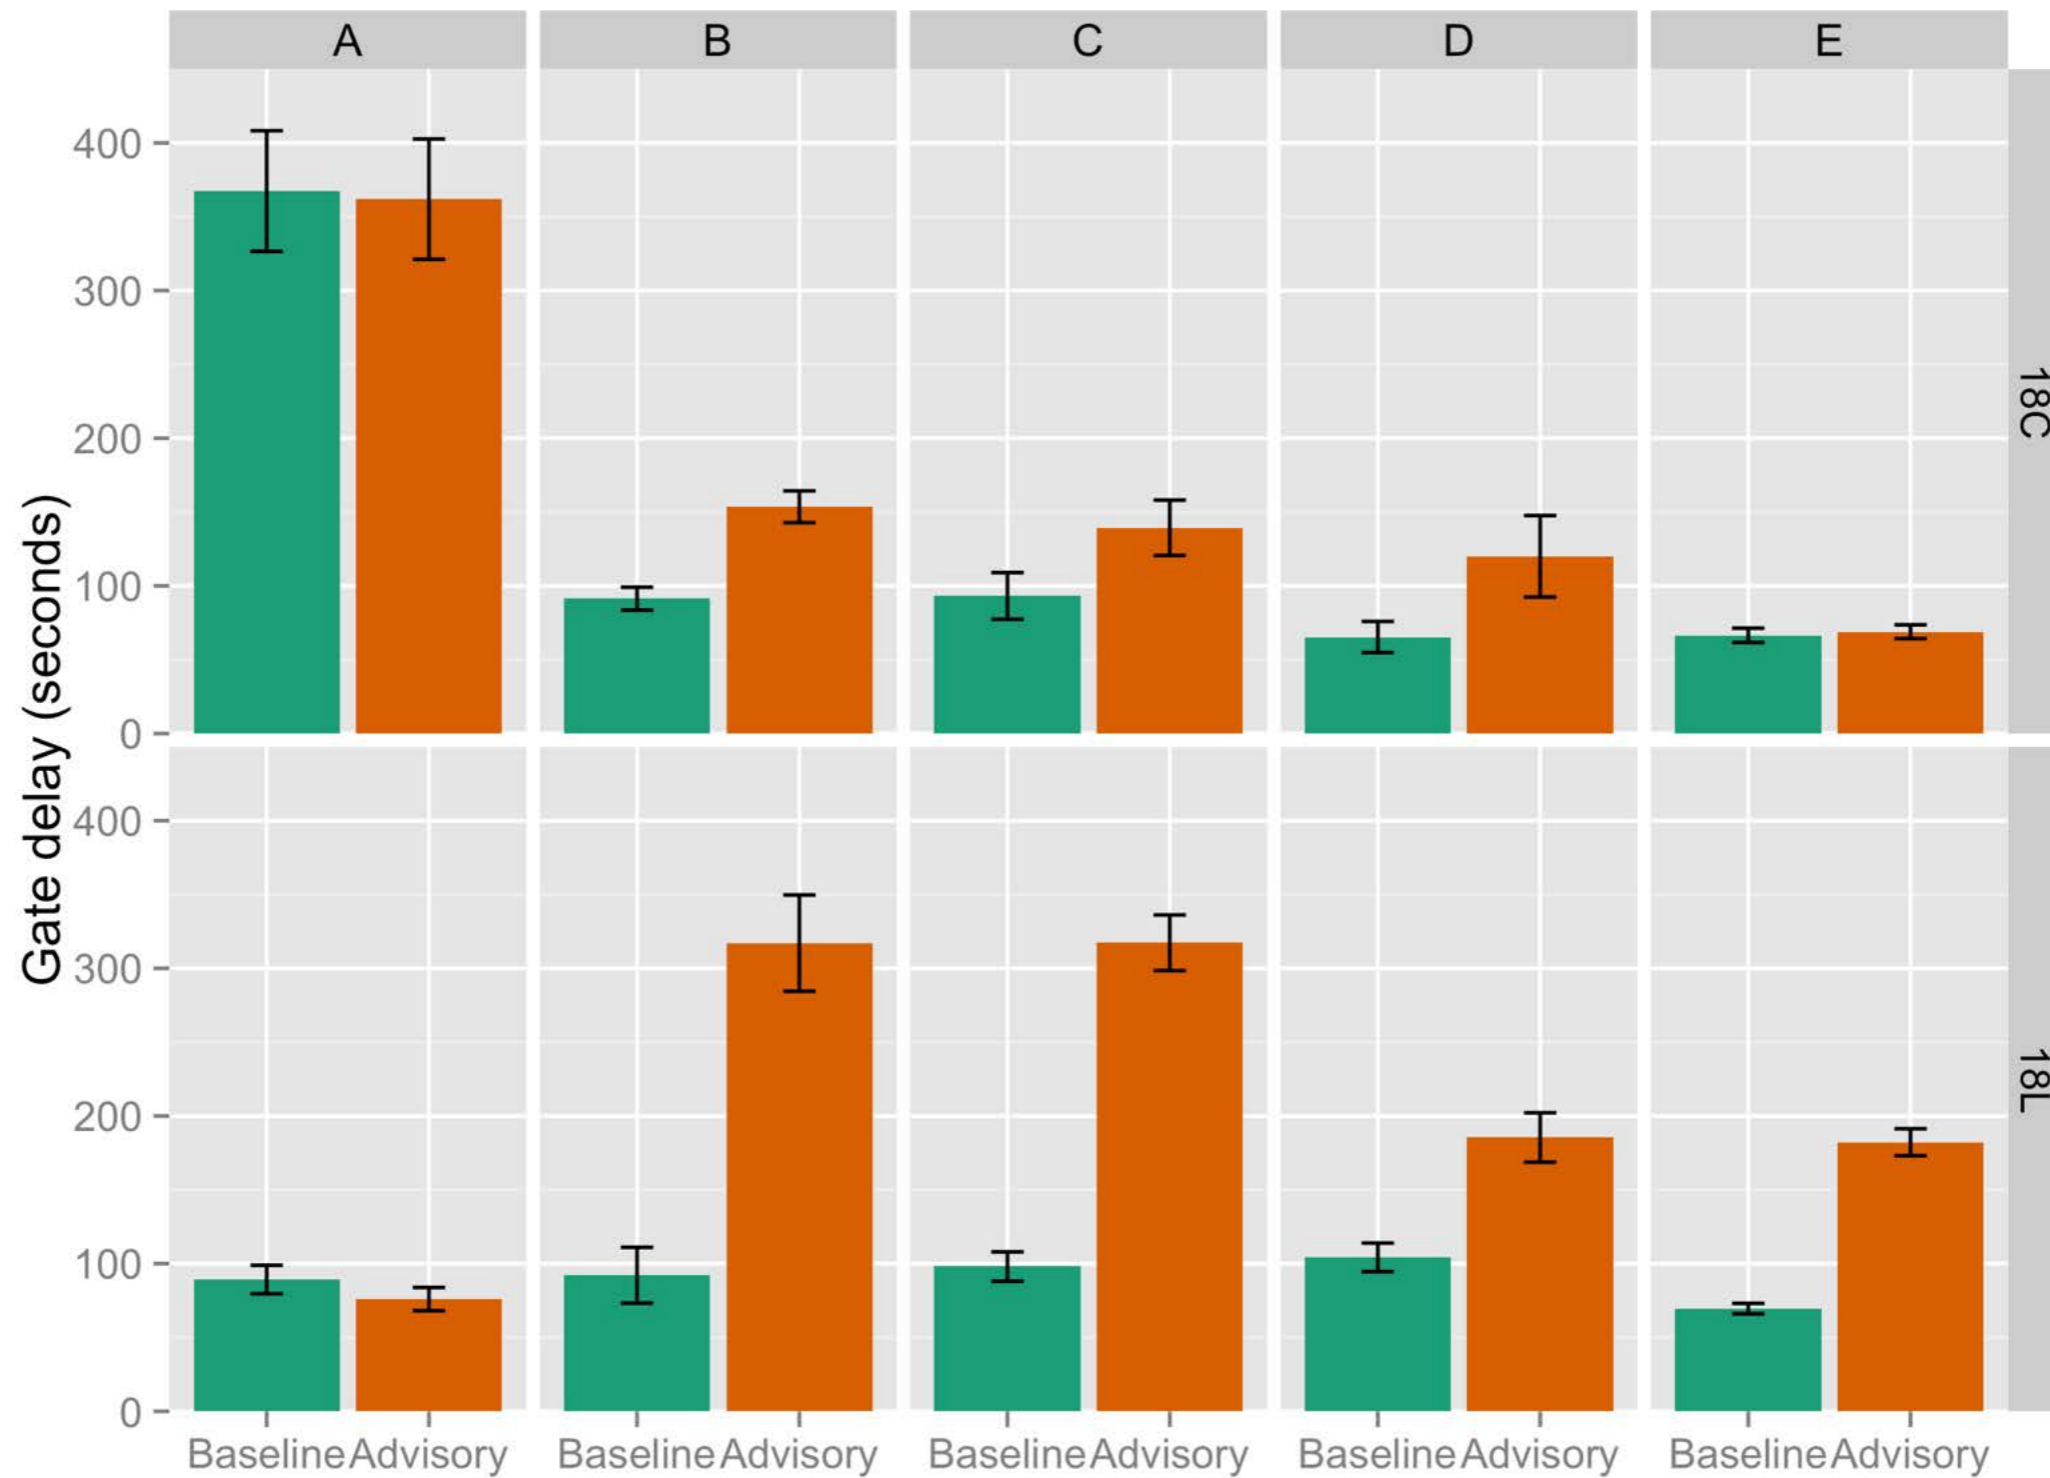 A B C D E
Gate delay (seconds)
400
300
200
100
0
18C
400
300
200
100
0
18L
Baseline Advisory Baseline Advisory Baseline Advisory Baseline Advisory Baseline Advisory